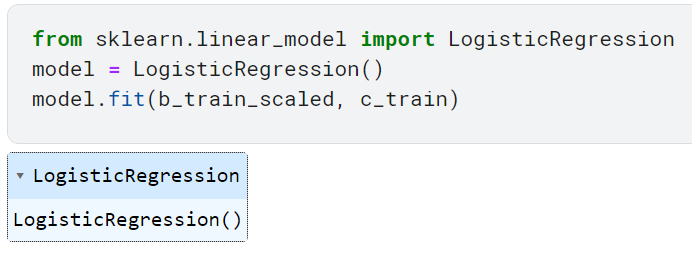 from sklearn.linear_model import LogisticRegression
model = LogisticRegression()
model.fit(b_train_scaled, c_train)
LogisticRegression
LogisticRegression()